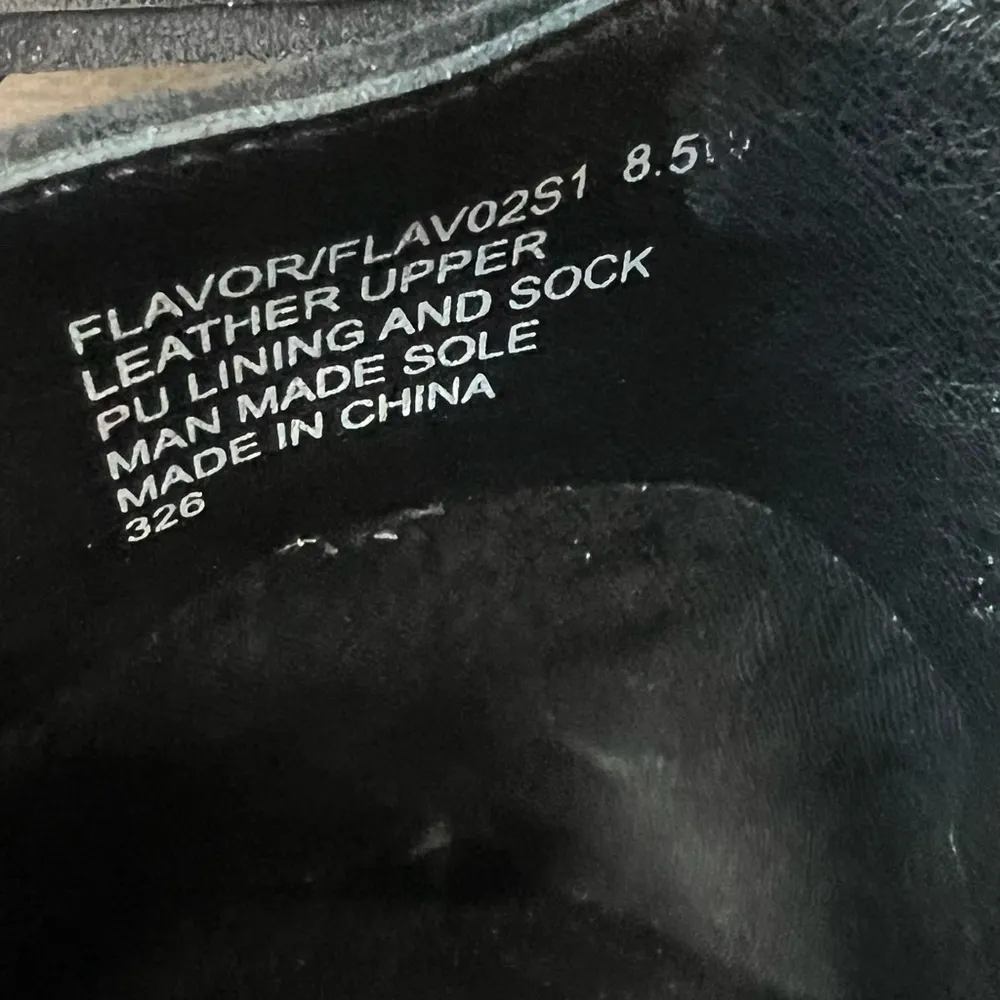 FLAVOR/FLAV02S1 8.5
LEATHER UPPER
PU LINING AND SOCK
MAN MADE SOLE
MADE IN CHINA
326